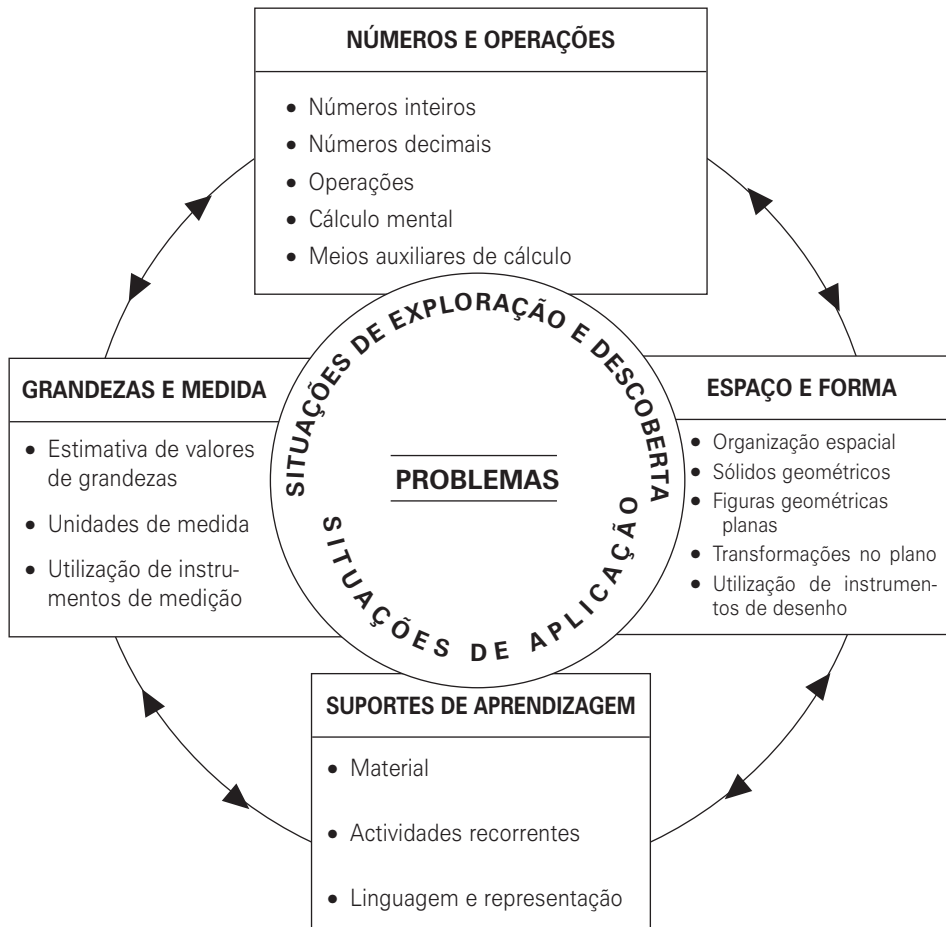 NÚMEROS E OPERAÇÕES
• Números inteiros
• Números decimais
• Operações
• Cálculo mental
• Meios auxiliares de cálculo
SITUAÇÕES DE EXPLORAÇÃO E DESCOBERTA
GRANDEZAS E MEDIDA
• Estimativa de valores
de grandezas
• Unidades de medida
• Utilização de instru-
mentos de medição
PROBLEMAS
ESPAÇO E FORMA
• Organização espacial
• Sólidos geométricos
• Figuras geométricas
planas
• Transformações no plano
• Utilização de instrumen-
tos de desenho
SITUAÇÕES DE APLICAÇÃO
SUPORTES DE APRENDIZAGEM
• Material
• Actividades recorrentes
• Linguagem e representação